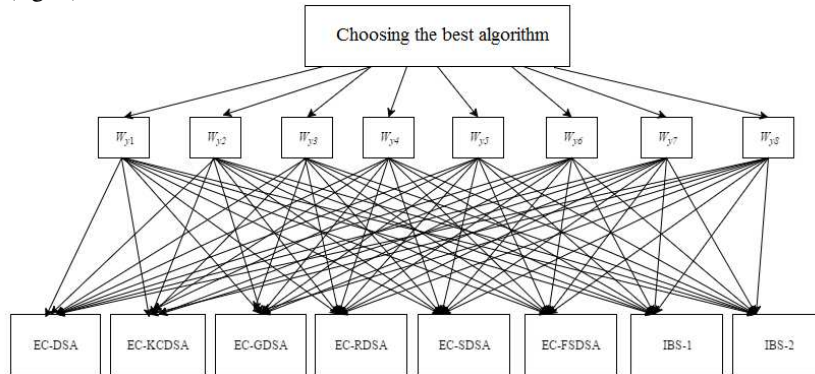 Choosing the best algorithm
Wy1 Wy2 Wy3 Wy4 Wy5 Wy6 Wy7 Wy8
EC-DSA EC-KCDSA EC-GDSA EC-RDSA EC-SDSA EC-FSDSA IBS-1 IBS-2